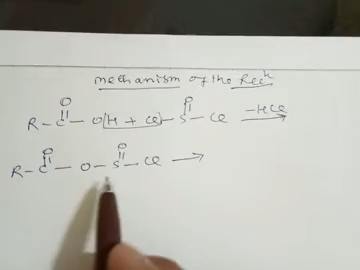 mechanism of the Recn
O O
R - C - O H + Cl - S - Cl -HCl
O O
R - C - O - S - Cl